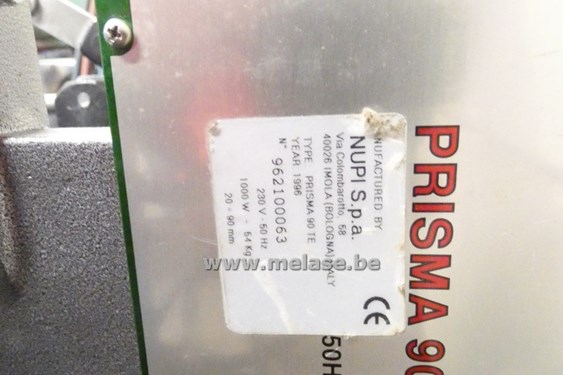 PRISMA 90
NUFACTURED BY
NUPI S.p.a.
Via Colombarotto, 58
40026 IMOLA (BOLOGNA) ITALY
TYPE PRISMA 90 TE
YEAR 1996
N° 962100063
230 V - 50 Hz
1000 W - 54 Kg
20 ÷ 90 mm
CE
50H
www.melase.be